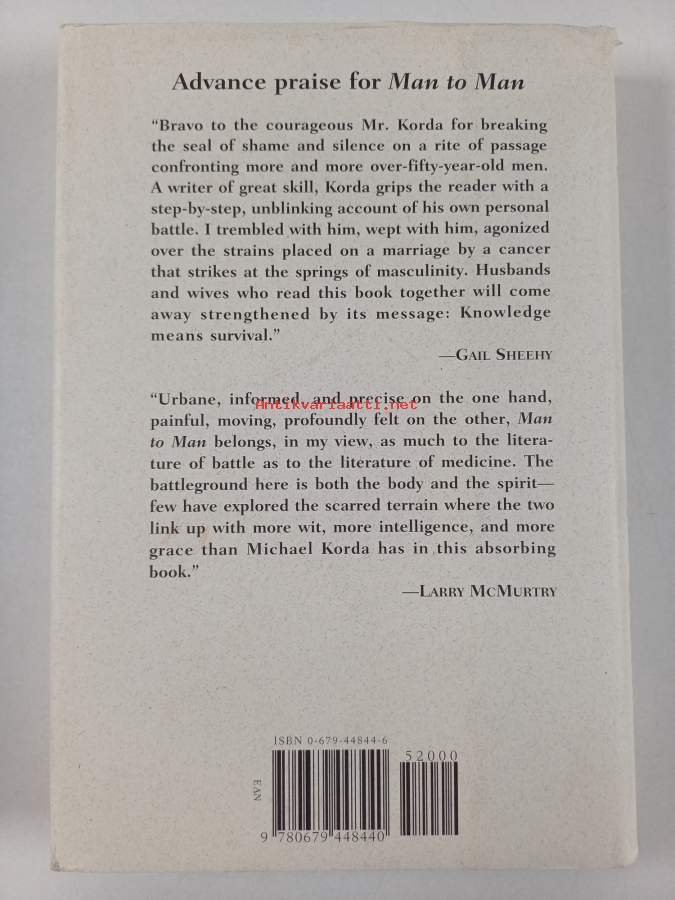 Advance praise for Man to Man
“Bravo to the courageous Mr. Korda for breaking
the seal of shame and silence on a rite of passage
confronting more and more over-fifty-year-old men.
A writer of great skill, Korda grips the reader with a
step-by-step, unblinking account of his own personal
battle. I trembled with him, wept with him, agonized
over the strains placed on a marriage by a cancer
that strikes at the springs of masculinity. Husbands
and wives who read this book together will come
away strengthened by its message: Knowledge
means survival.”
—GAIL SHEEHY
“Urbane, informed, and precise on the one hand,
Antikvariaatti.net
painful, moving, profoundly felt on the other, Man
to Man belongs, in my view, as much to the litera-
ture of battle as to the literature of medicine. The
battleground here is both the body and the spirit—
few have explored the scarred terrain where the two
link up with more wit, more intelligence, and more
grace than Michael Korda has in this absorbing
book.”
—LARRY MCMURTRY
ISBN 0-679-44844-6
52000
EAN
9 780679 448440